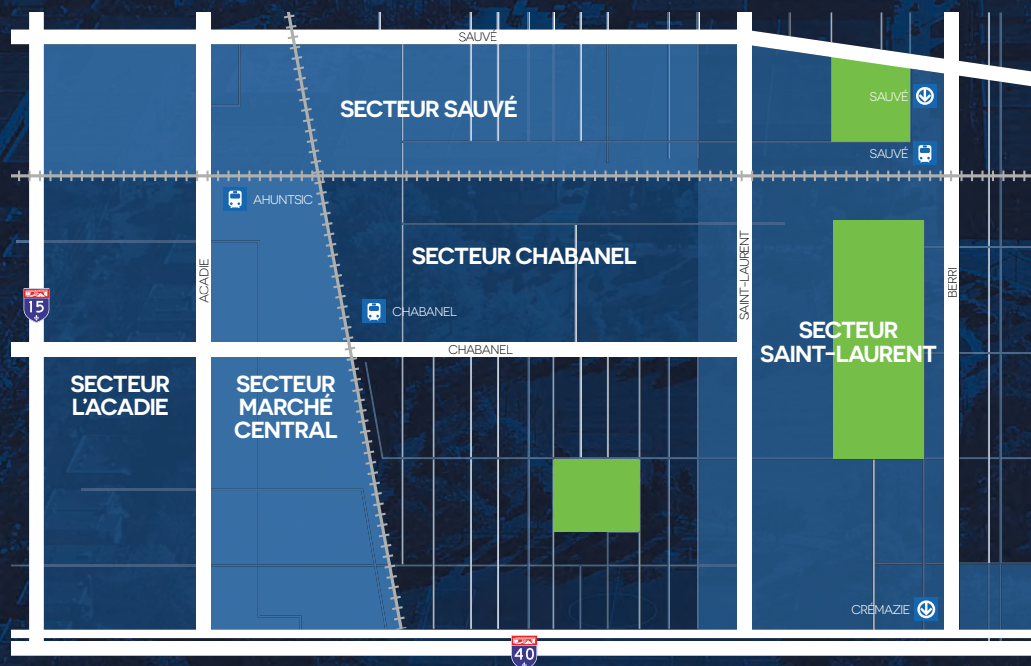 SAUVÉ
SECTEUR SAUVÉ
SAUVÉ
SAUVÉ
AHUNTSIC
SECTEUR CHABANEL
ACADIE
SAINT-LAURENT
BERRI
15
CHABANEL
SECTEUR
SAINT-LAURENT
CHABANEL
SECTEUR
L'ACADIE
SECTEUR
MARCHÉ
CENTRAL
CRÉMAZIE
40